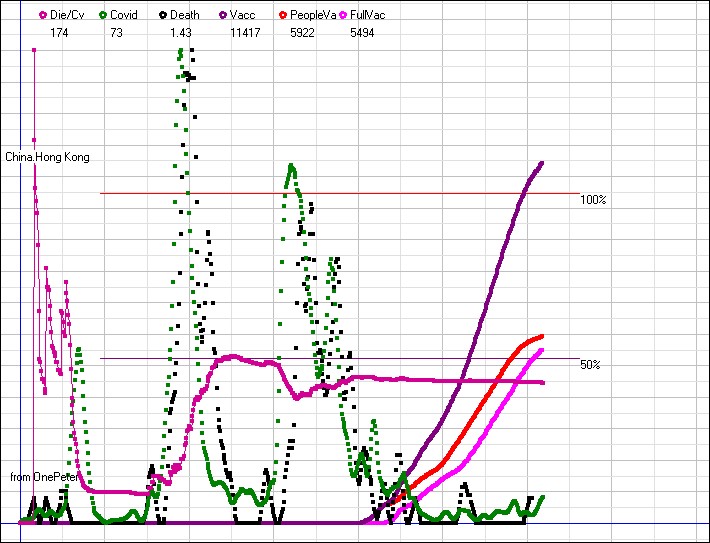 Die/Cv Covid Death Vacc PeopleVa FullVac
174 73 1.43 11417 5922 5494
China.Hong Kong
100%
50%
from OnePeter